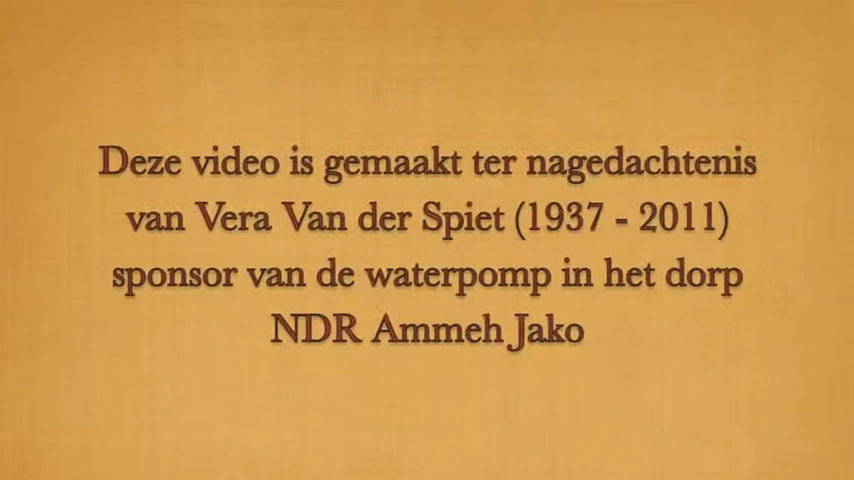 Deze video is gemaakt ter nagedachtenis
van Vera Van der Spiet (1937 - 2011)
sponsor van de waterpomp in het dorp
NDR Ammeh Jako